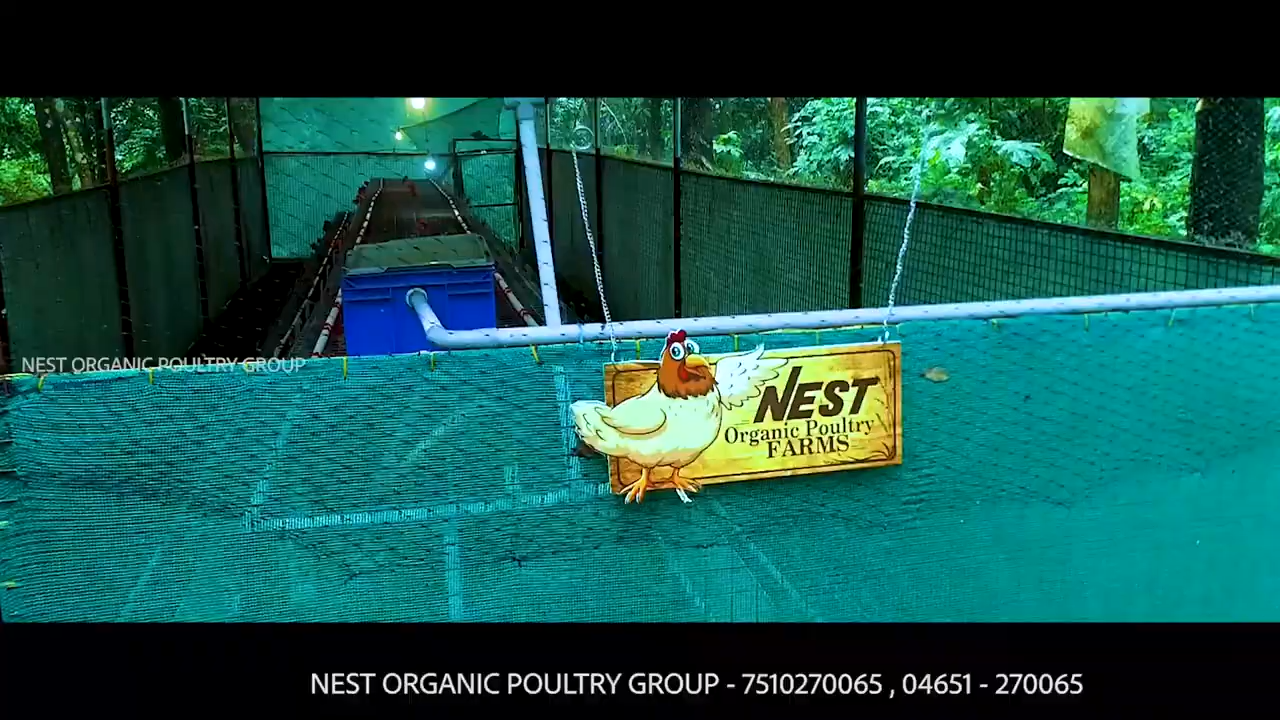 NEST ORGANIC POULTRY GROUP
NEST
Organic Poultry
FARMS
NEST ORGANIC POULTRY GROUP - 7510270065 , 04651 - 270065